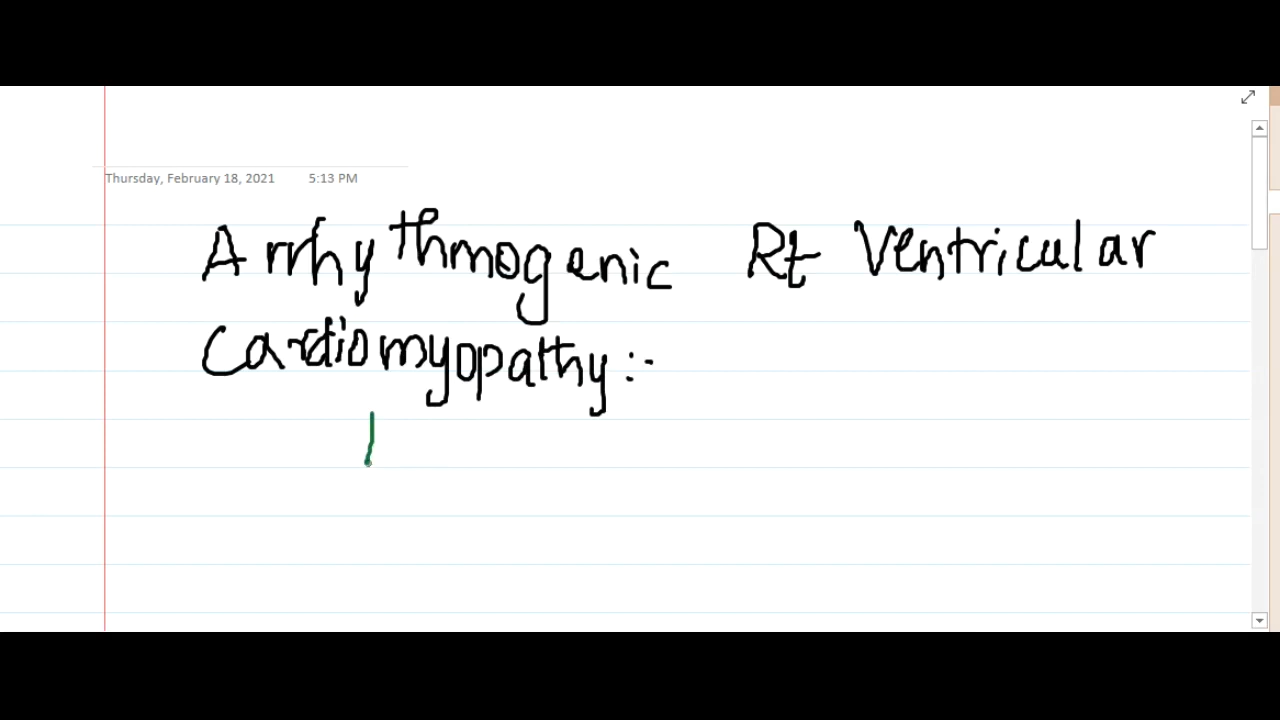 Thursday, February 18, 2021 5:13 PM
Arrhythmogenic Rt Ventricular
Cardiomyopathy :-